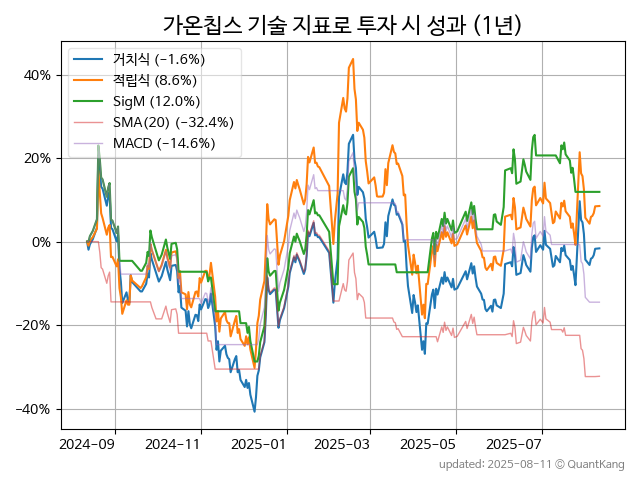 가온칩스 기술 지표로 투자 시 성과 (1년)
거치식 (−1.6%)
적립식 (8.6%)
SigM (12.0%)
SMA(20) (−32.4%)
MACD (−14.6%)
40%
20%
0%
−20%
−40%
2024-09 2024-11 2025-01 2025-03 2025-05 2025-07
updated: 2025-08-11 © QuantKang